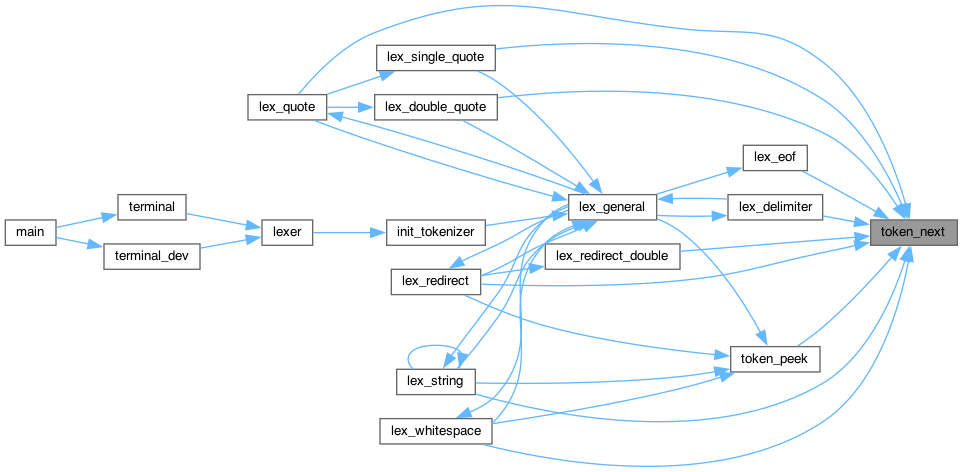 lex_single_quote
lex_quote
lex_double_quote
lex_eof
terminal
lex_general
lex_delimiter
main
lexer
init_tokenizer
token_next
terminal_dev
lex_redirect_double
lex_redirect
token_peek
lex_string
lex_whitespace